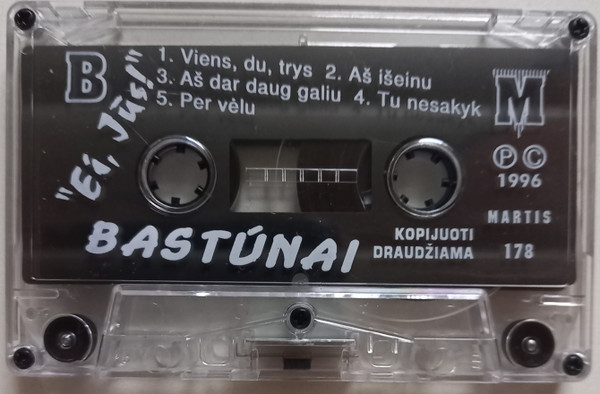 B
1. Viens, du, trys 2. Aš išeinu
3. Aš dar daug galiu 4. Tu nesakyk
5. Per vėlu
"Ei, Jūs!"
M
Ⓟ ©
1996
MARTIS
178
BASTÚNAI
KOPIJUOTI
DRAUDŽIAMA